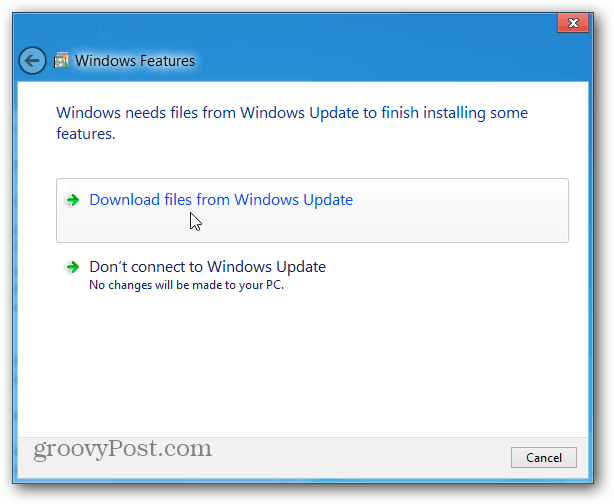 Windows Features
Windows needs files from Windows Update to finish installing some
features.
Download files from Windows Update
Don't connect to Windows Update
No changes will be made to your PC.
groovyPost.com
Cancel